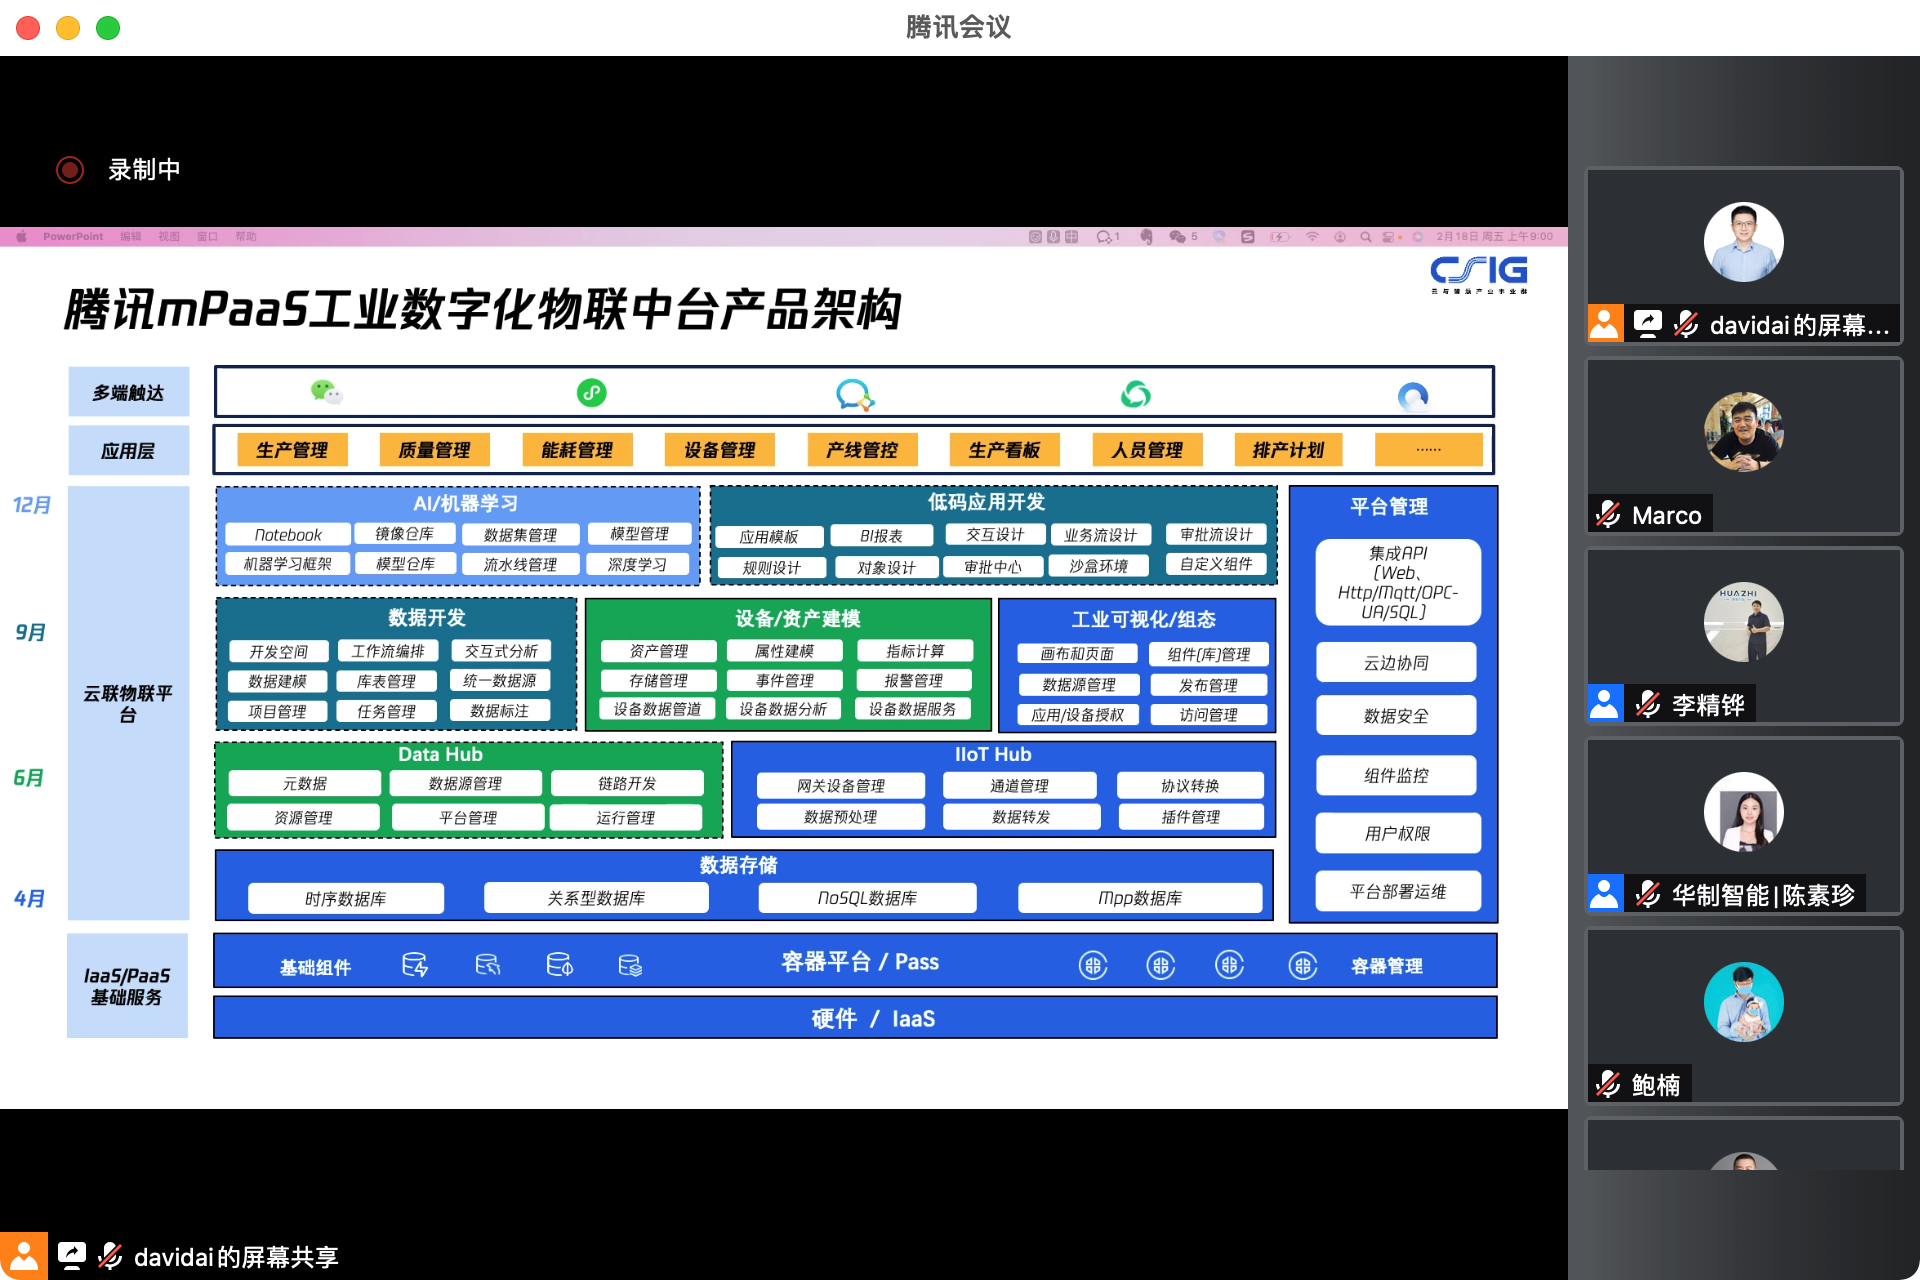 腾讯会议
录制中
PowerPoint 编辑 视图 窗口 帮助
1
5
2月18日 周五 上午9:00
CSIG
云与智慧产业事业群
腾讯mPaaS工业数字化物联中台产品架构
多端触达
应用层
生产管理
质量管理
能耗管理
设备管理
产线管控
生产看板
人员管理
排产计划
……
12月
9月
6月
4月
云联物联平
台
AI/机器学习
Notebook
镜像仓库
数据集管理
模型管理
机器学习框架
模型仓库
流水线管理
深度学习
低码应用开发
应用模板
BI报表
交互设计
业务流设计
审批流设计
规则设计
对象设计
审批中心
沙盒环境
自定义组件
数据开发
开发空间
工作流编排
交互式分析
数据建模
库表管理
统一数据源
项目管理
任务管理
数据标注
设备/资产建模
资产管理
属性建模
指标计算
存储管理
事件管理
报警管理
设备数据管道
设备数据分析
设备数据服务
工业可视化/组态
画布和页面
组件(库)管理
数据源管理
发布管理
应用/设备授权
访问管理
Data Hub
元数据
数据源管理
链路开发
资源管理
平台管理
运行管理
IIoT Hub
网关设备管理
通道管理
协议转换
数据预处理
数据转发
插件管理
数据存储
时序数据库
关系型数据库
NoSQL数据库
Mpp数据库
平台管理
集成API
(Web、
Http/Mqtt/OPC-
UA/SQL)
云边协同
数据安全
组件监控
用户权限
平台部署运维
IaaS/PaaS
基础服务
基础组件
容器平台 / Pass
容器管理
硬件 / IaaS
davidai的屏幕...
Marco
HUAZHI
李精铧
华制智能|陈素珍
鲍楠
davidai的屏幕共享